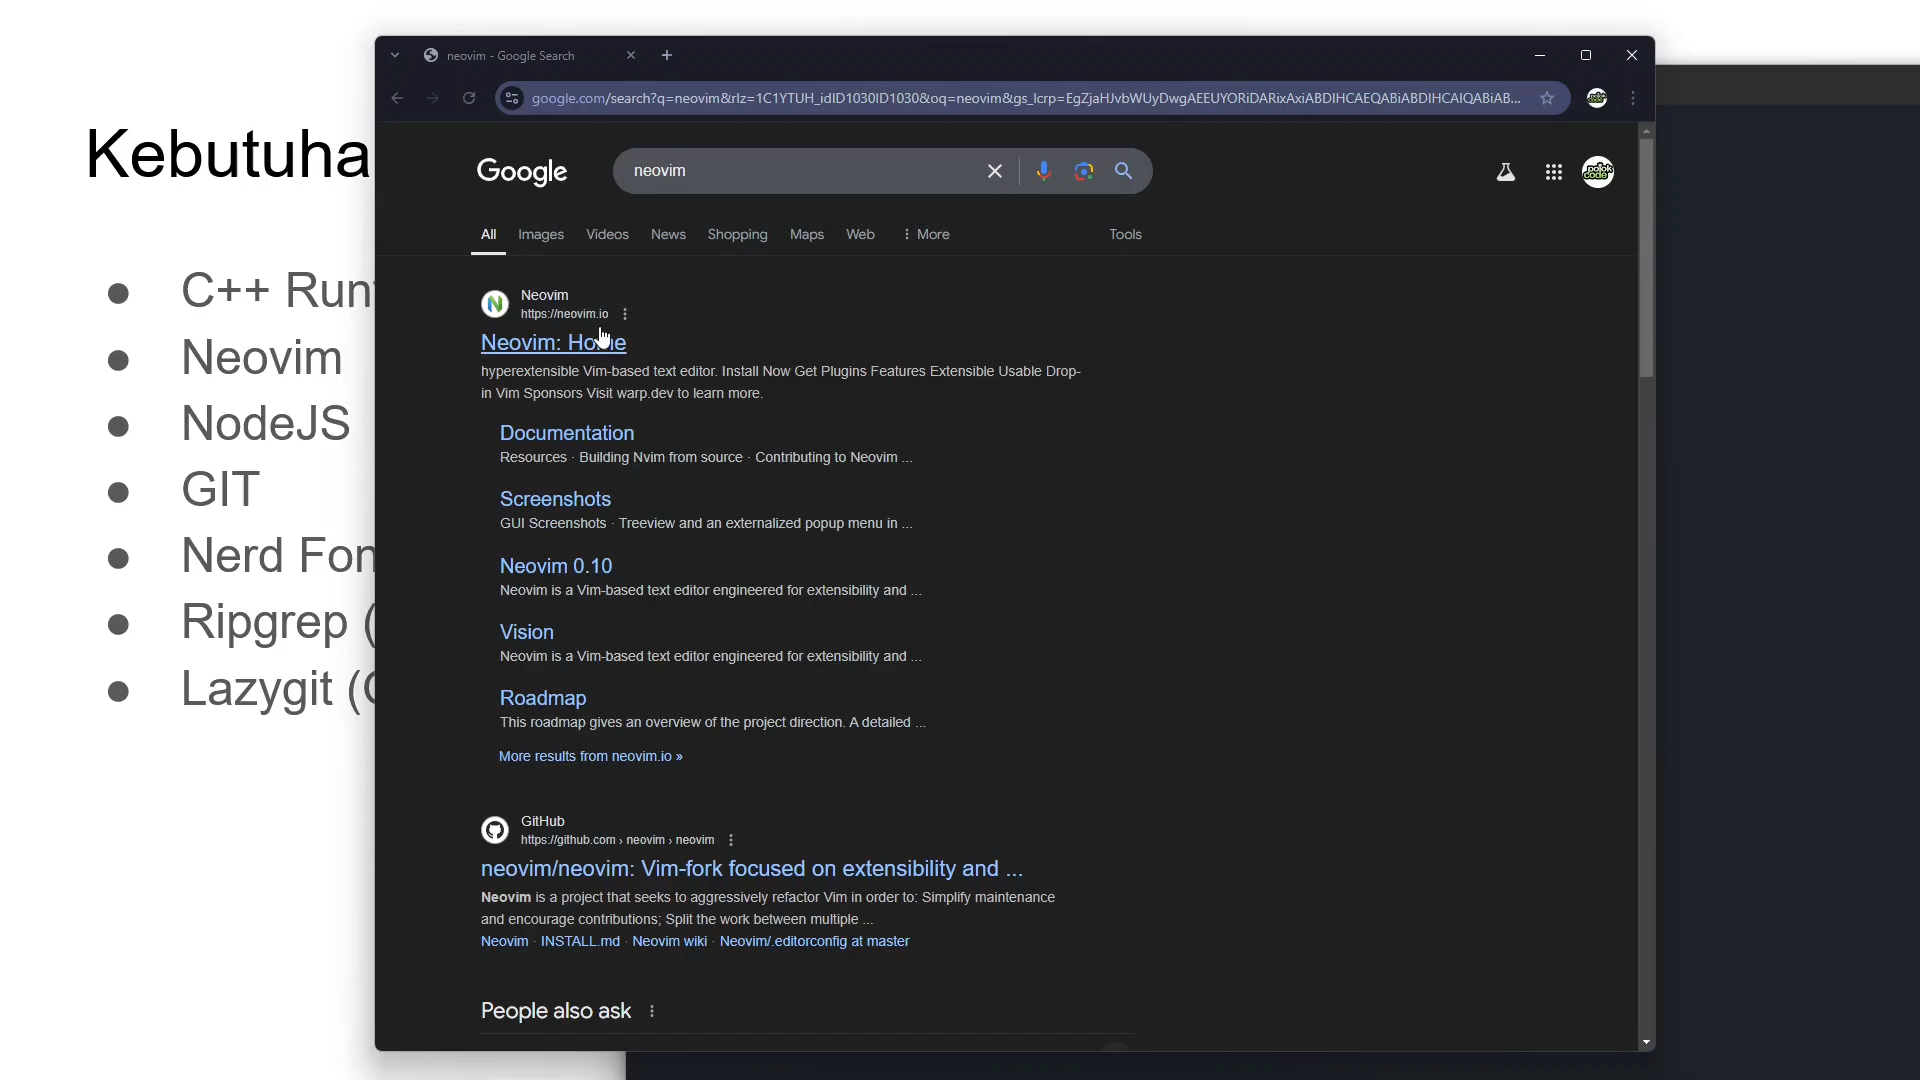 Kebutuha
C++ Run
Neovim
NodeJS
GIT
Nerd Fon
Ripgrep (
Lazygit (
neovim - Google Search
google.com/search?q=neovim&rlz=1C1YTUH_idID1030ID1030&oq=neovim&gs_lcrp=EgZjaHJvbWUyDwgAEEUYORiDARixAxiABDIHCAEQABiABDIHCAIQABiAB...
Google
neovim
pojok code
All Images Videos News Shopping Maps Web More Tools
Neovim
https://neovim.io
Neovim: Home
hyperextensible Vim-based text editor. Install Now Get Plugins Features Extensible Usable Drop-
in Vim Sponsors Visit warp.dev to learn more.
Documentation
Resources · Building Nvim from source · Contributing to Neovim ...
Screenshots
GUI Screenshots · Treeview and an externalized popup menu in ...
Neovim 0.10
Neovim is a Vim-based text editor engineered for extensibility and ...
Vision
Neovim is a Vim-based text editor engineered for extensibility and ...
Roadmap
This roadmap gives an overview of the project direction. A detailed ...
More results from neovim.io »
GitHub
https://github.com › neovim › neovim
neovim/neovim: Vim-fork focused on extensibility and ...
Neovim is a project that seeks to aggressively refactor Vim in order to: Simplify maintenance
and encourage contributions; Split the work between multiple ...
Neovim · INSTALL.md · Neovim wiki · Neovim/.editorconfig at master
People also ask